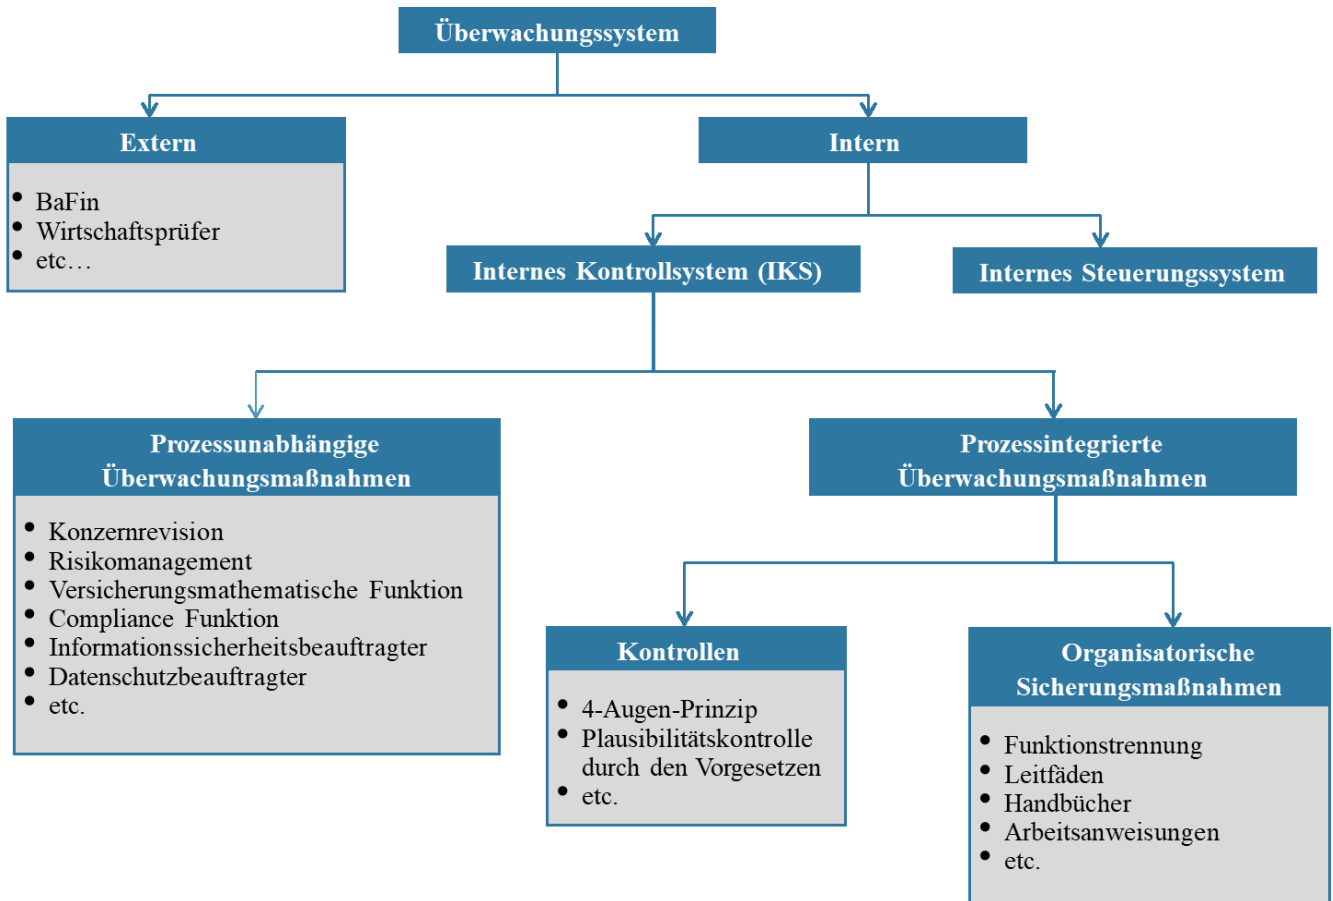 Überwachungssystem
Extern
• BaFin
• Wirtschaftsprüfer
• etc…
Intern
Internes Kontrollsystem (IKS)
Internes Steuerungssystem
Prozessunabhängige
Überwachungsmaßnahmen
• Konzernrevision
• Risikomanagement
• Versicherungsmathematische Funktion
• Compliance Funktion
• Informationssicherheitsbeauftragter
• Datenschutzbeauftragter
• etc.
Prozessintegrierte
Überwachungsmaßnahmen
Kontrollen
• 4-Augen-Prinzip
• Plausibilitätskontrolle
durch den Vorgesetzen
• etc.
Organisatorische
Sicherungsmaßnahmen
• Funktionstrennung
• Leitfäden
• Handbücher
• Arbeitsanweisungen
• etc.